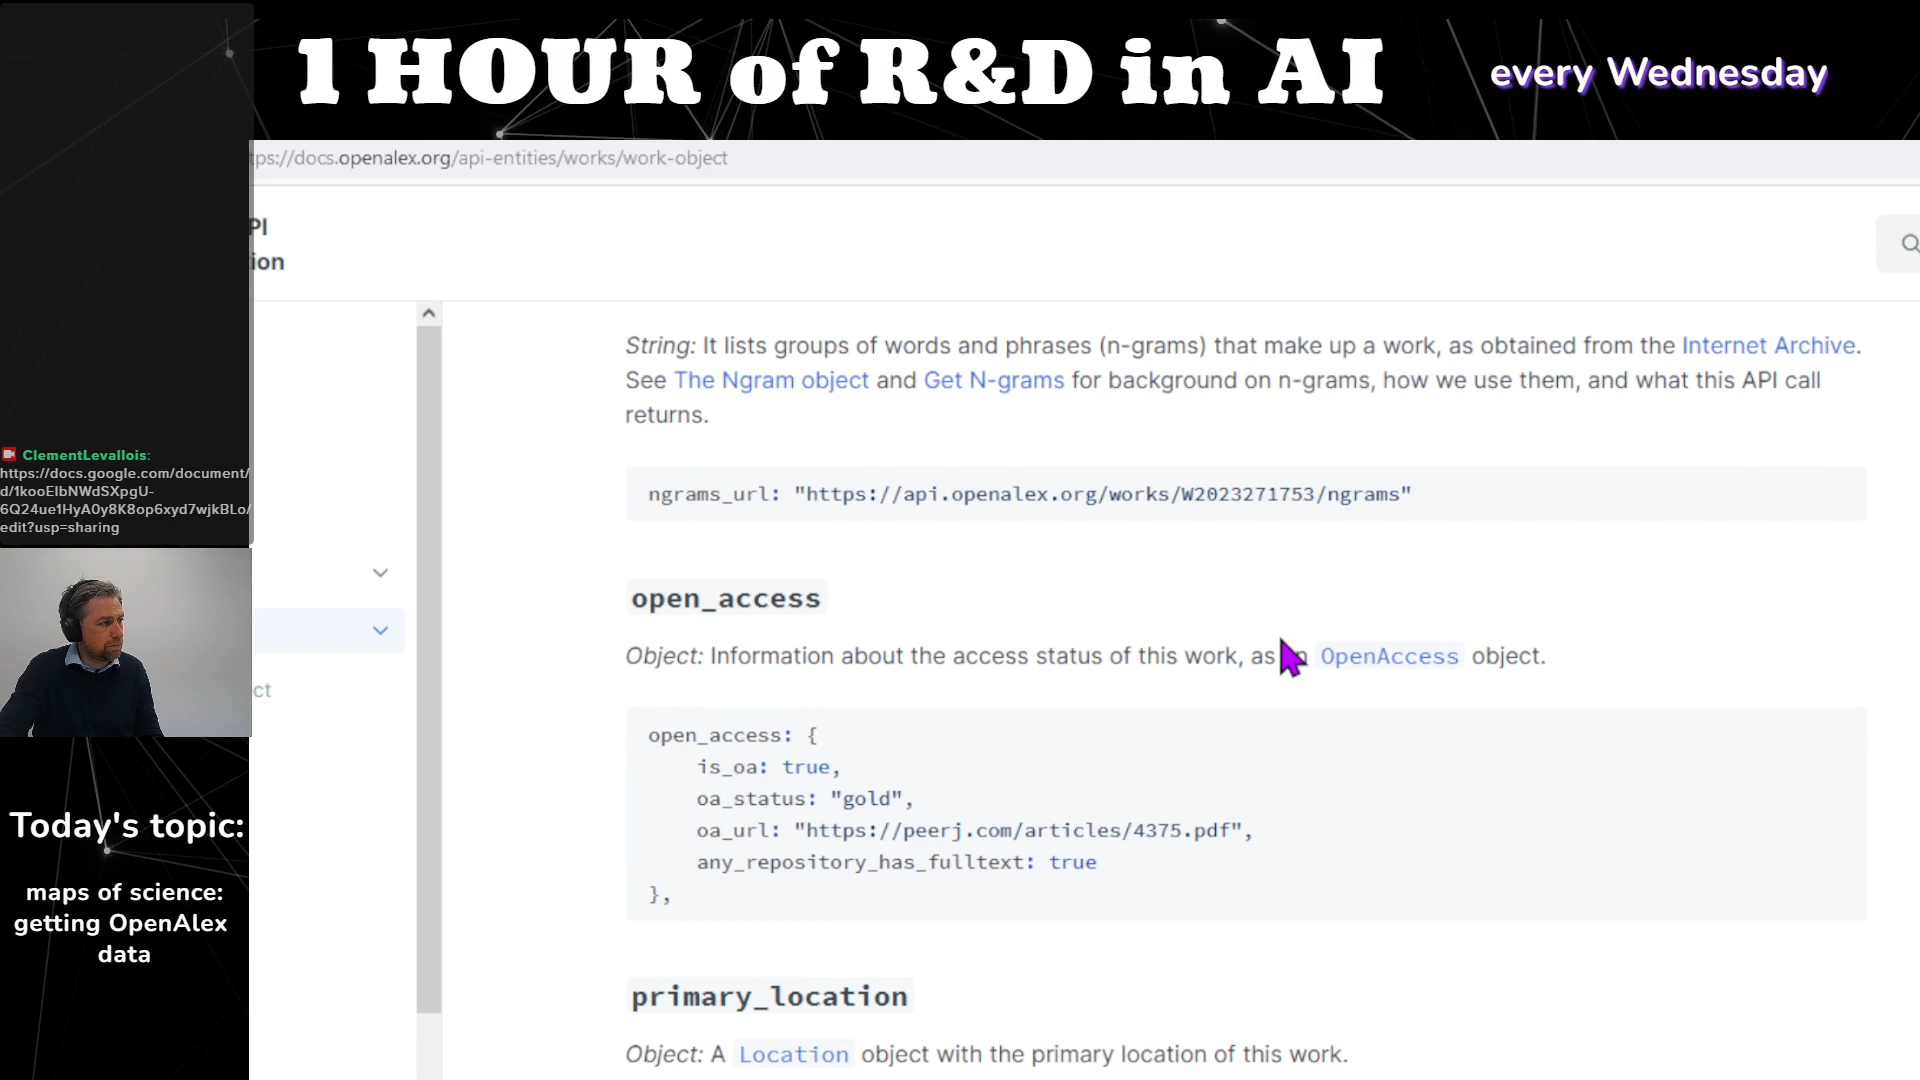 1 HOUR of R&D in AI
every Wednesday
tps://docs.openalex.org/api-entities/works/work-object
PI
ion
String: It lists groups of words and phrases (n-grams) that make up a work, as obtained from the Internet Archive.
See The Ngram object and Get N-grams for background on n-grams, how we use them, and what this API call
returns.
ngrams_url: "https://api.openalex.org/works/W2023271753/ngrams"
ClementLevallois:
https://docs.google.com/document/
d/1kooEIbNWdSXpgU-
6Q24ue1HyA0y8K8op6xyd7wjkBLo/
edit?usp=sharing
open_access
Object: Information about the access status of this work, as an OpenAccess object.
ct
open_access: {
is_oa: true,
oa_status: "gold",
oa_url: "https://peerj.com/articles/4375.pdf",
any_repository_has_fulltext: true
},
Today's topic:
maps of science:
getting OpenAlex
data
primary_location
Object: A Location object with the primary location of this work.